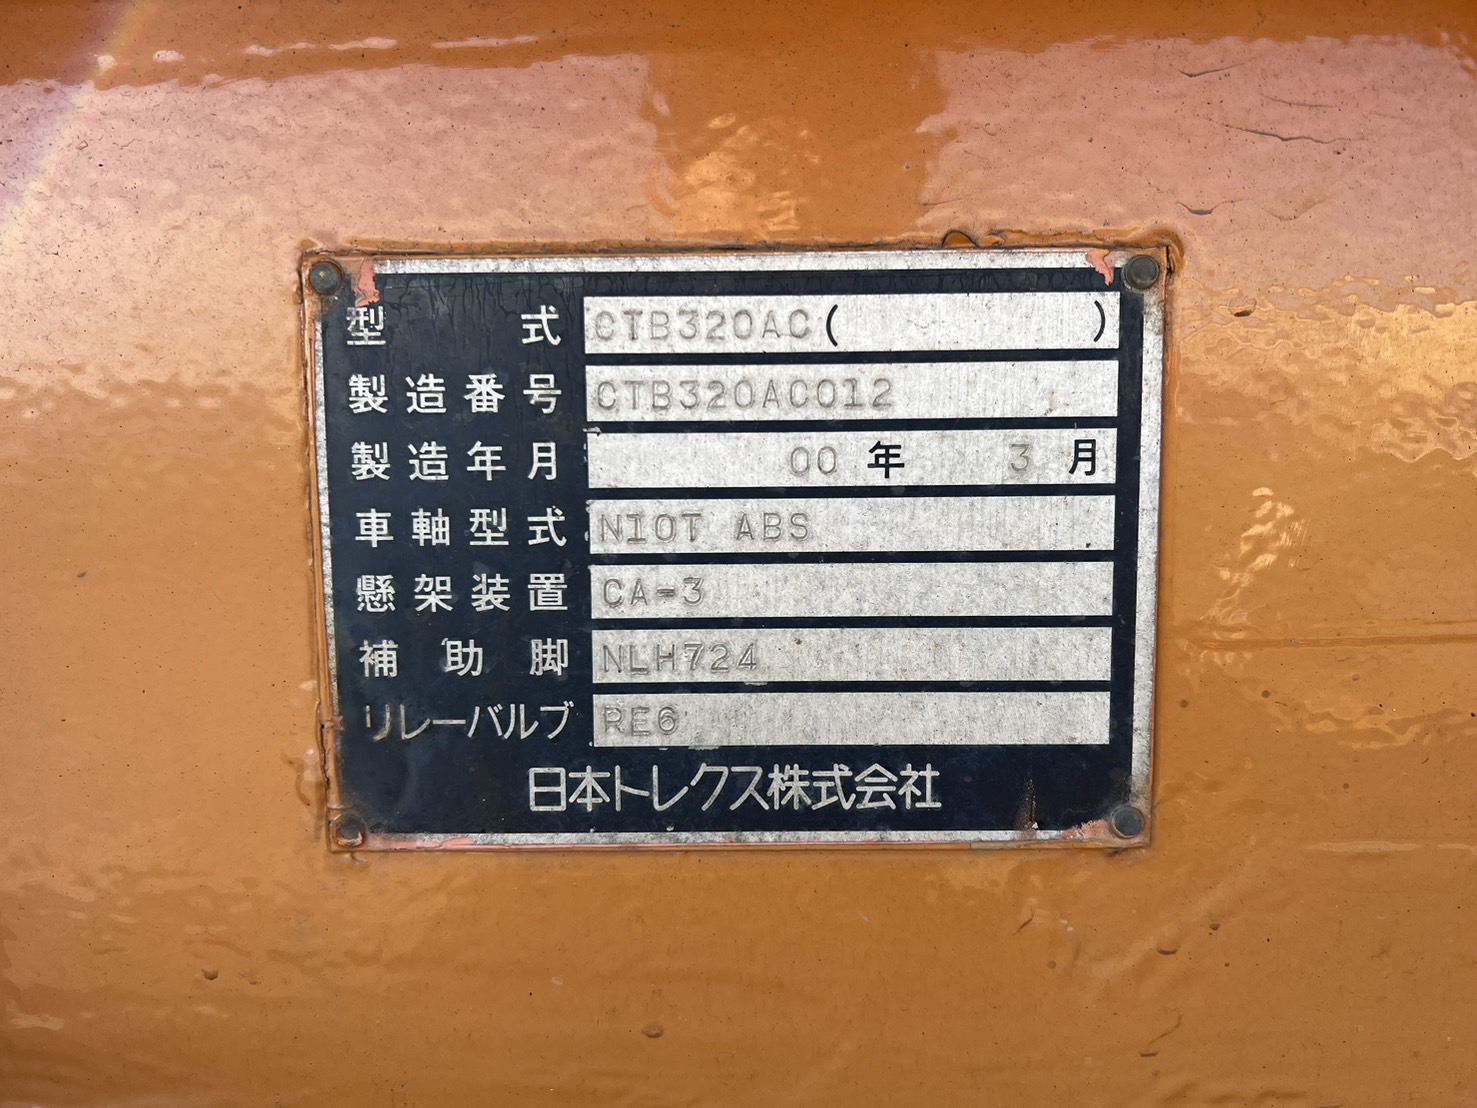 型式 CTB320AC( )
製造番号 CTB320AC012
製造年月 00年 3月
車軸型式 N10T ABS
懸架装置 CA-3
補助脚 NLH724
リレーバルブ RE6
日本トレクス株式会社